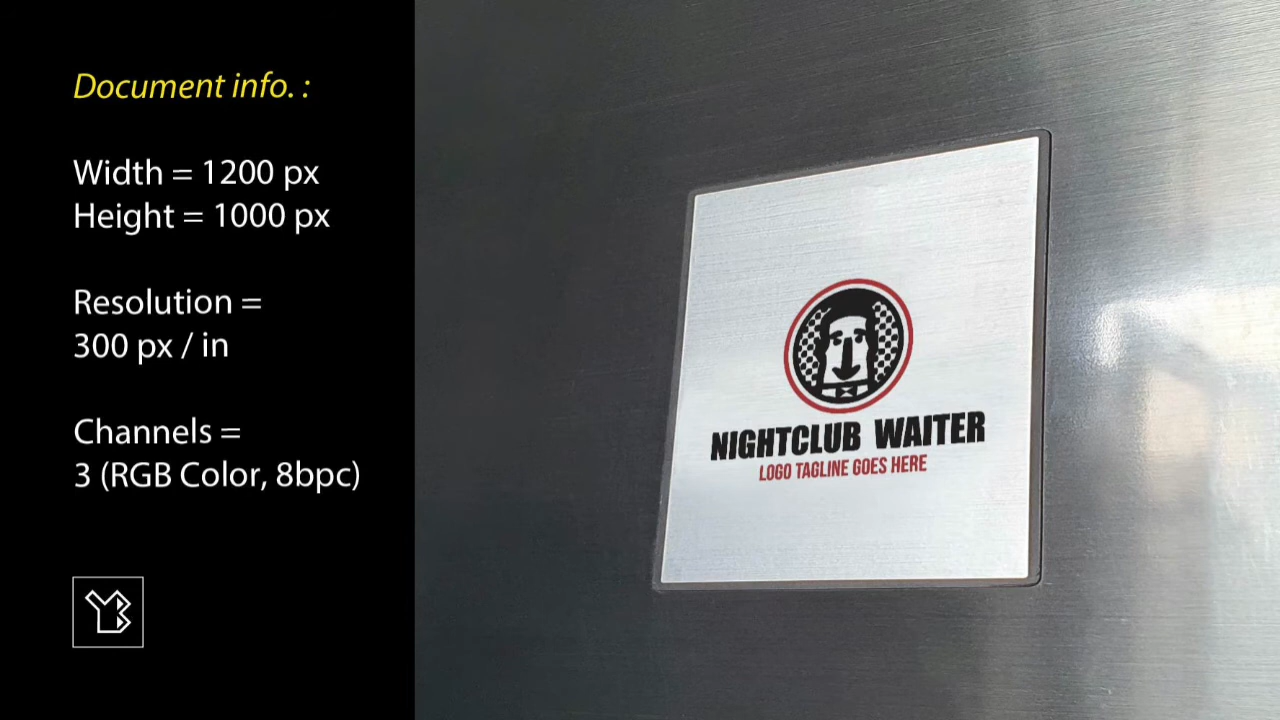 Document info. :
Width = 1200 px
Height = 1000 px
Resolution =
300 px / in
Channels =
3 (RGB Color, 8bpc)
NIGHTCLUB WAITER
LOGO TAGLINE GOES HERE